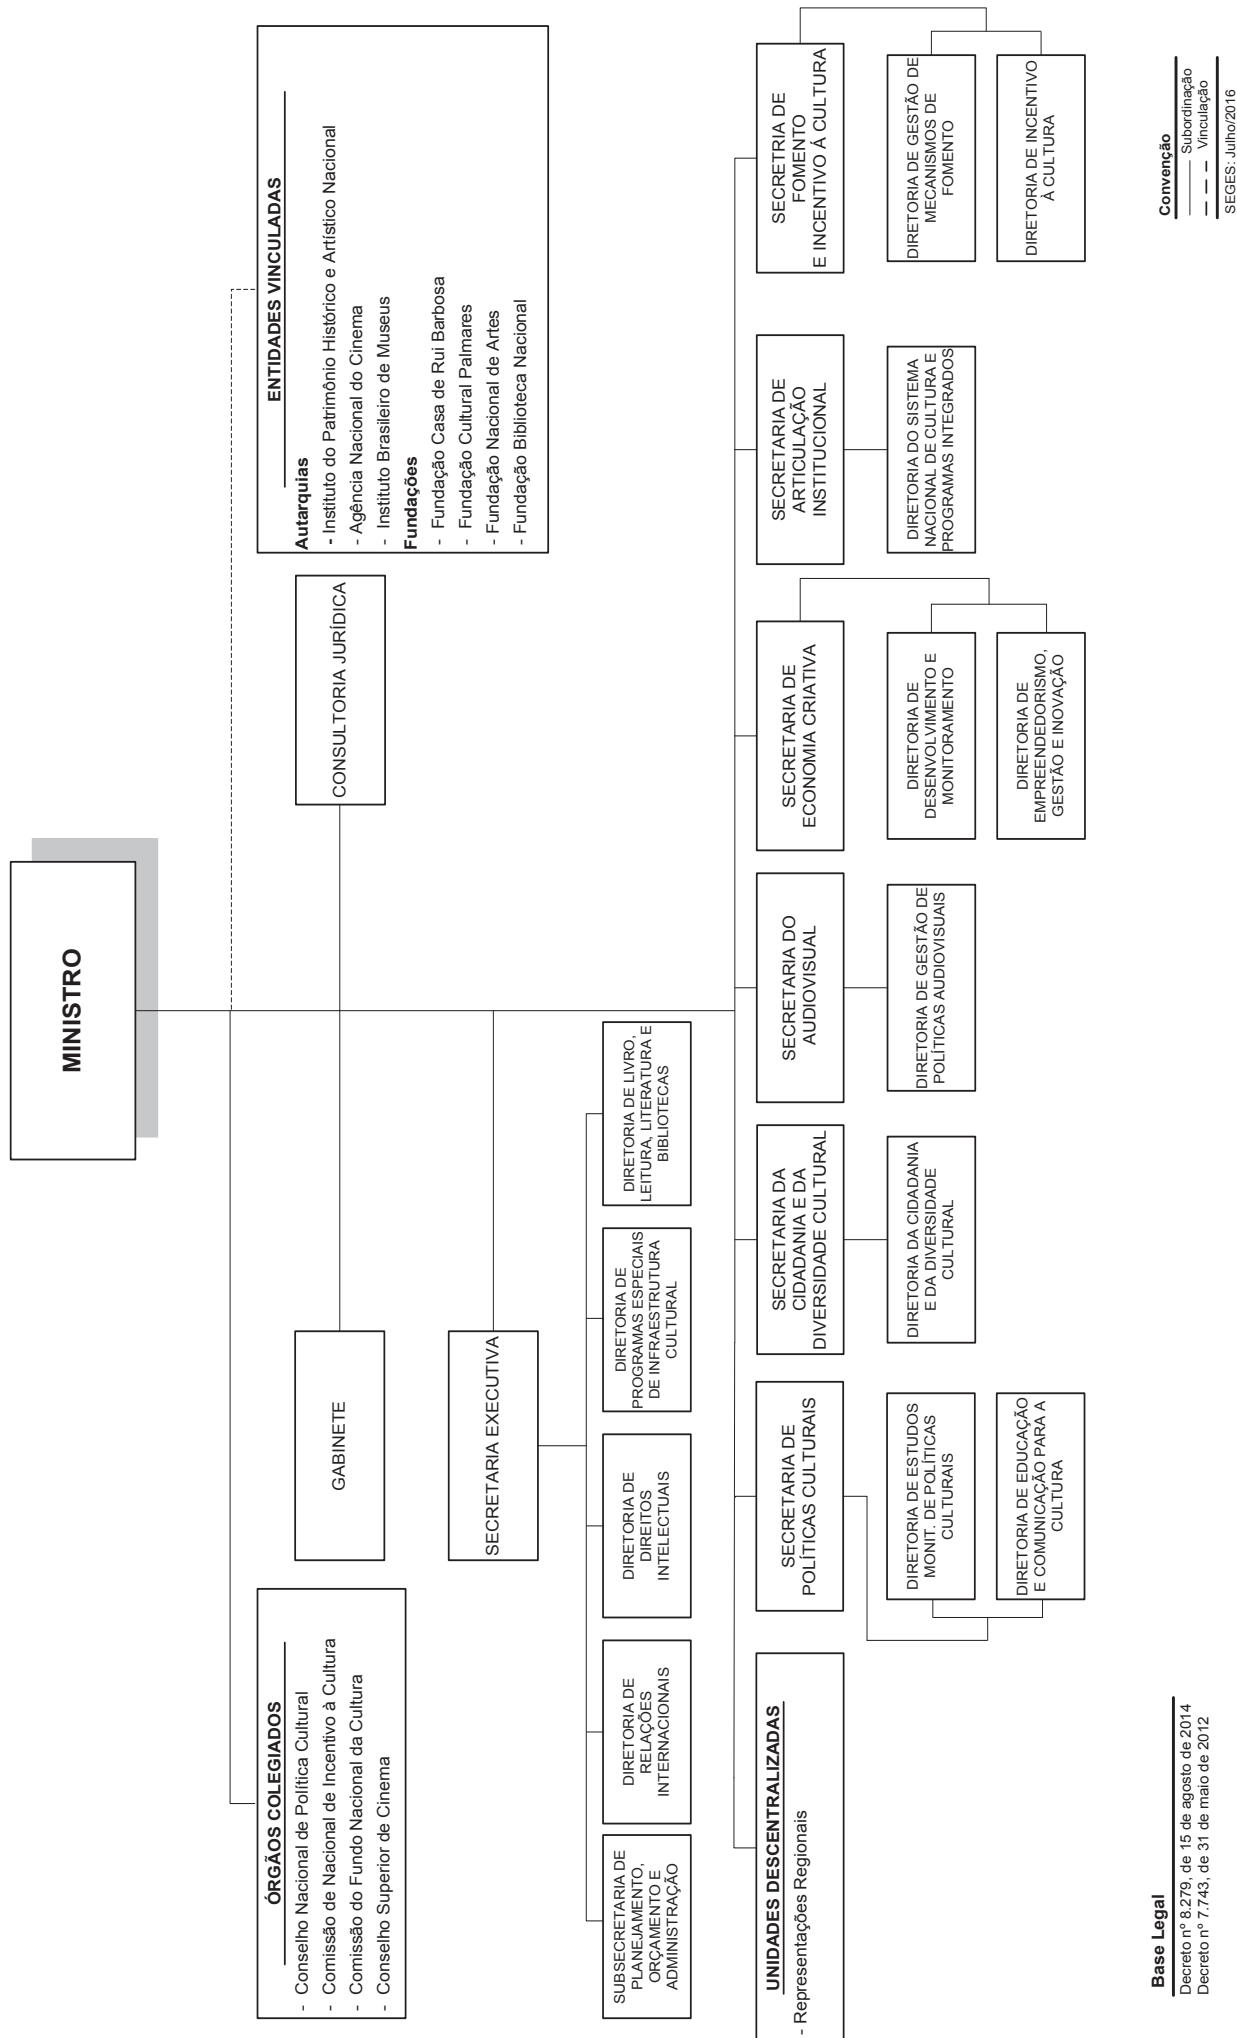 MINISTRO
ÓRGÃOS COLEGIADOS
- Conselho Nacional de Política Cultural
- Comissão de Nacional de Incentivo à Cultura
- Comissão do Fundo Nacional da Cultura
- Conselho Superior de Cinema
GABINETE
CONSULTORIA JURÍDICA
ENTIDADES VINCULADAS
Autarquias
- Instituto do Patrimônio Histórico e Artístico Nacional
- Agência Nacional do Cinema
- Instituto Brasileiro de Museus
Fundações
- Fundação Casa de Rui Barbosa
- Fundação Cultural Palmares
- Fundação Nacional de Artes
- Fundação Biblioteca Nacional
SECRETARIA EXECUTIVA
SUBSECRETARIA DE
PLANEJAMENTO,
ORÇAMENTO E
ADMINISTRAÇÃO
DIRETORIA DE
RELAÇÕES
INTERNACIONAIS
DIRETORIA DE
DIREITOS
INTELECTUAIS
DIRETORIA DE
PROGRAMAS ESPECIAIS
DE INFRAESTRUTURA
CULTURAL
DIRETORIA DE LIVRO,
LEITURA, LITERATURA E
BIBLIOTECAS
UNIDADES DESCENTRALIZADAS
- Representações Regionais
SECRETARIA DE
POLÍTICAS CULTURAIS
DIRETORIA DE ESTUDOS
MONIT. DE POLÍTICAS
CULTURAIS
DIRETORIA DE EDUCAÇÃO
E COMUNICAÇÃO PARA A
CULTURA
SECRETARIA DA
CIDADANIA E DA
DIVERSIDADE CULTURAL
DIRETORIA DA CIDADANIA
E DA DIVERSIDADE
CULTURAL
SECRETARIA DO
AUDIOVISUAL
DIRETORIA DE GESTÃO DE
POLÍTICAS AUDIOVISUAIS
SECRETARIA DE
ECONOMIA CRIATIVA
DIRETORIA DE
DESENVOLVIMENTO E
MONITORAMENTO
DIRETORIA DE
EMPREENDEDORISMO,
GESTÃO E INOVAÇÃO
SECRETARIA DE
ARTICULAÇÃO
INSTITUCIONAL
DIRETORIA DO SISTEMA
NACIONAL DE CULTURA E
PROGRAMAS INTEGRADOS
SECRETRIA DE
FOMENTO
E INCENTIVO Á CULTURA
DIRETORIA DE GESTÃO DE
MECANISMOS DE
FOMENTO
DIRETORIA DE INCENTIVO
À CULTURA
Base Legal
Decreto nº 8.279, de 15 de agosto de 2014
Decreto nº 7.743, de 31 de maio de 2012
Convenção
Subordinação
Vinculação
SEGES: Julho/2016